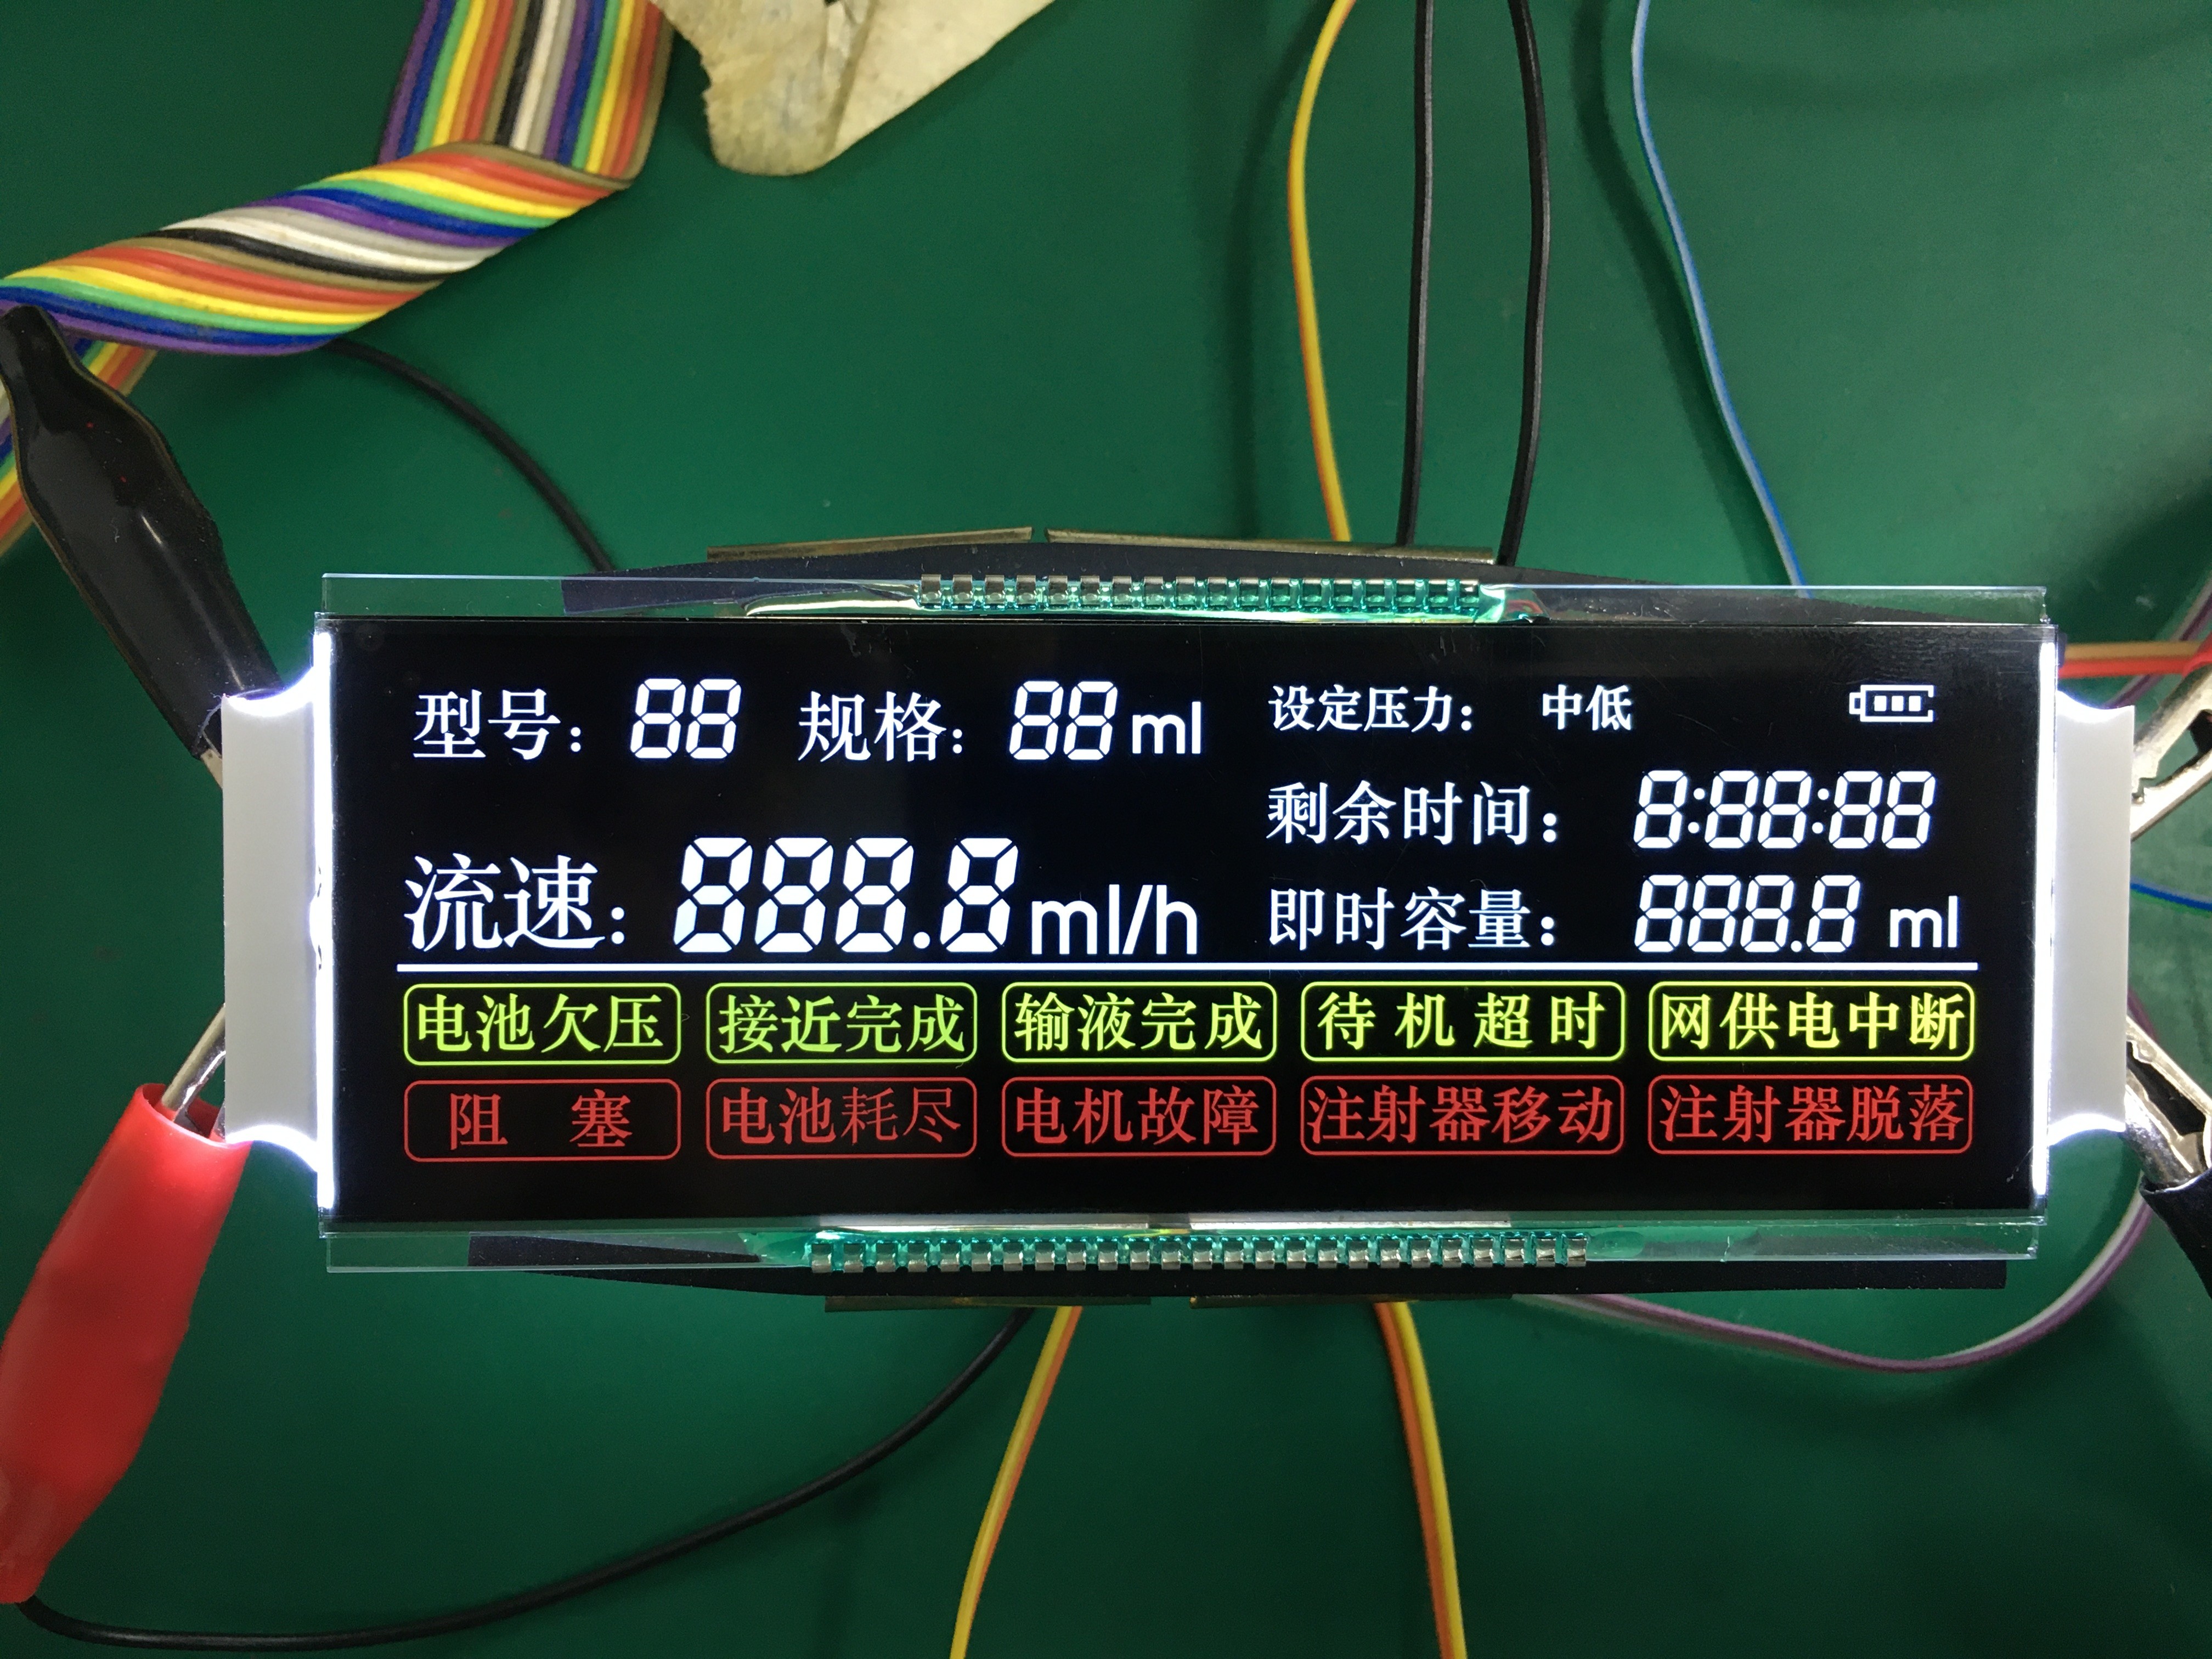 型号: 88 规格: 88 ml
设定压力: 中低
剩余时间: 8:88:88
流速: 888.8 ml/h
即时容量: 888.8 ml
电池欠压 接近完成 输液完成 待机超时 网供电中断
阻 塞 电池耗尽 电机故障 注射器移动 注射器脱落